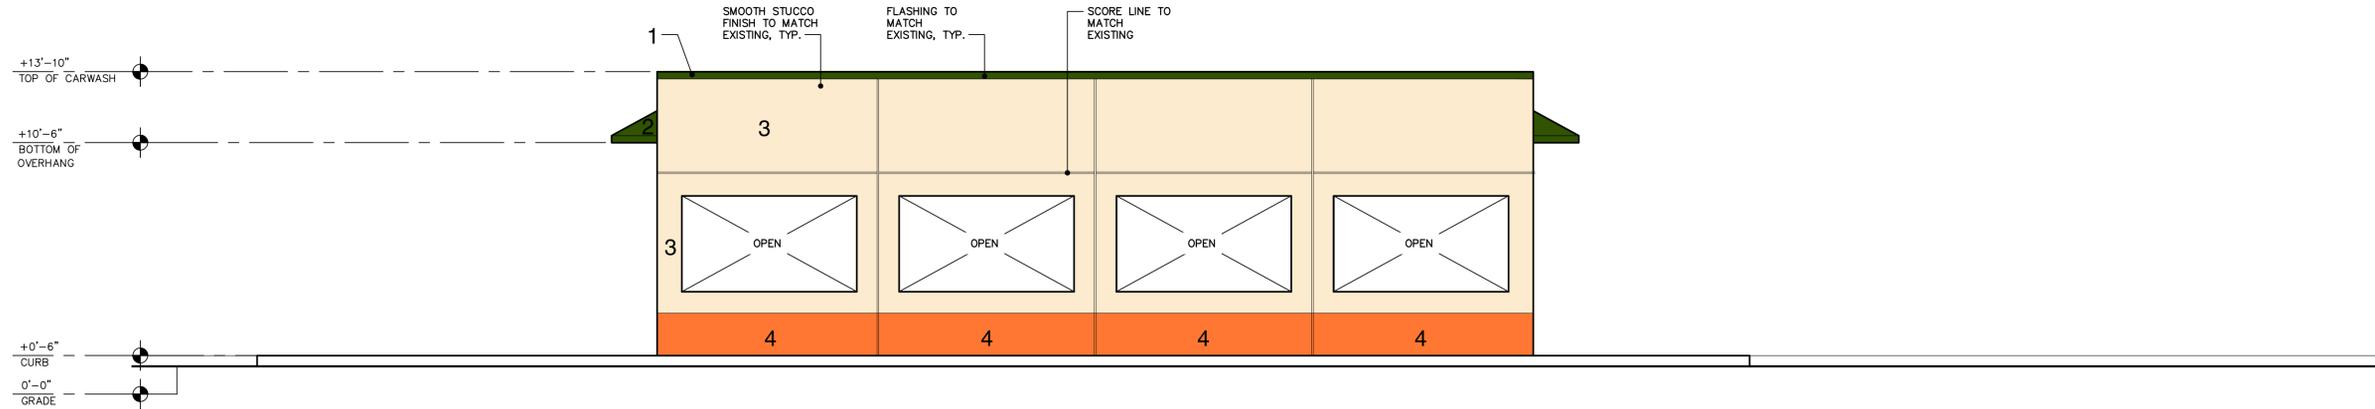 SMOOTH STUCCO
FINISH TO MATCH
EXISTING, TYP.
FLASHING TO
MATCH
EXISTING, TYP.
SCORE LINE TO
MATCH
EXISTING
1
+13'-10"
TOP OF CARWASH
2
3
+10'-6"
BOTTOM OF
OVERHANG
3
OPEN
OPEN
OPEN
OPEN
4
4
4
4
+0'-6"
CURB
0'-0"
GRADE